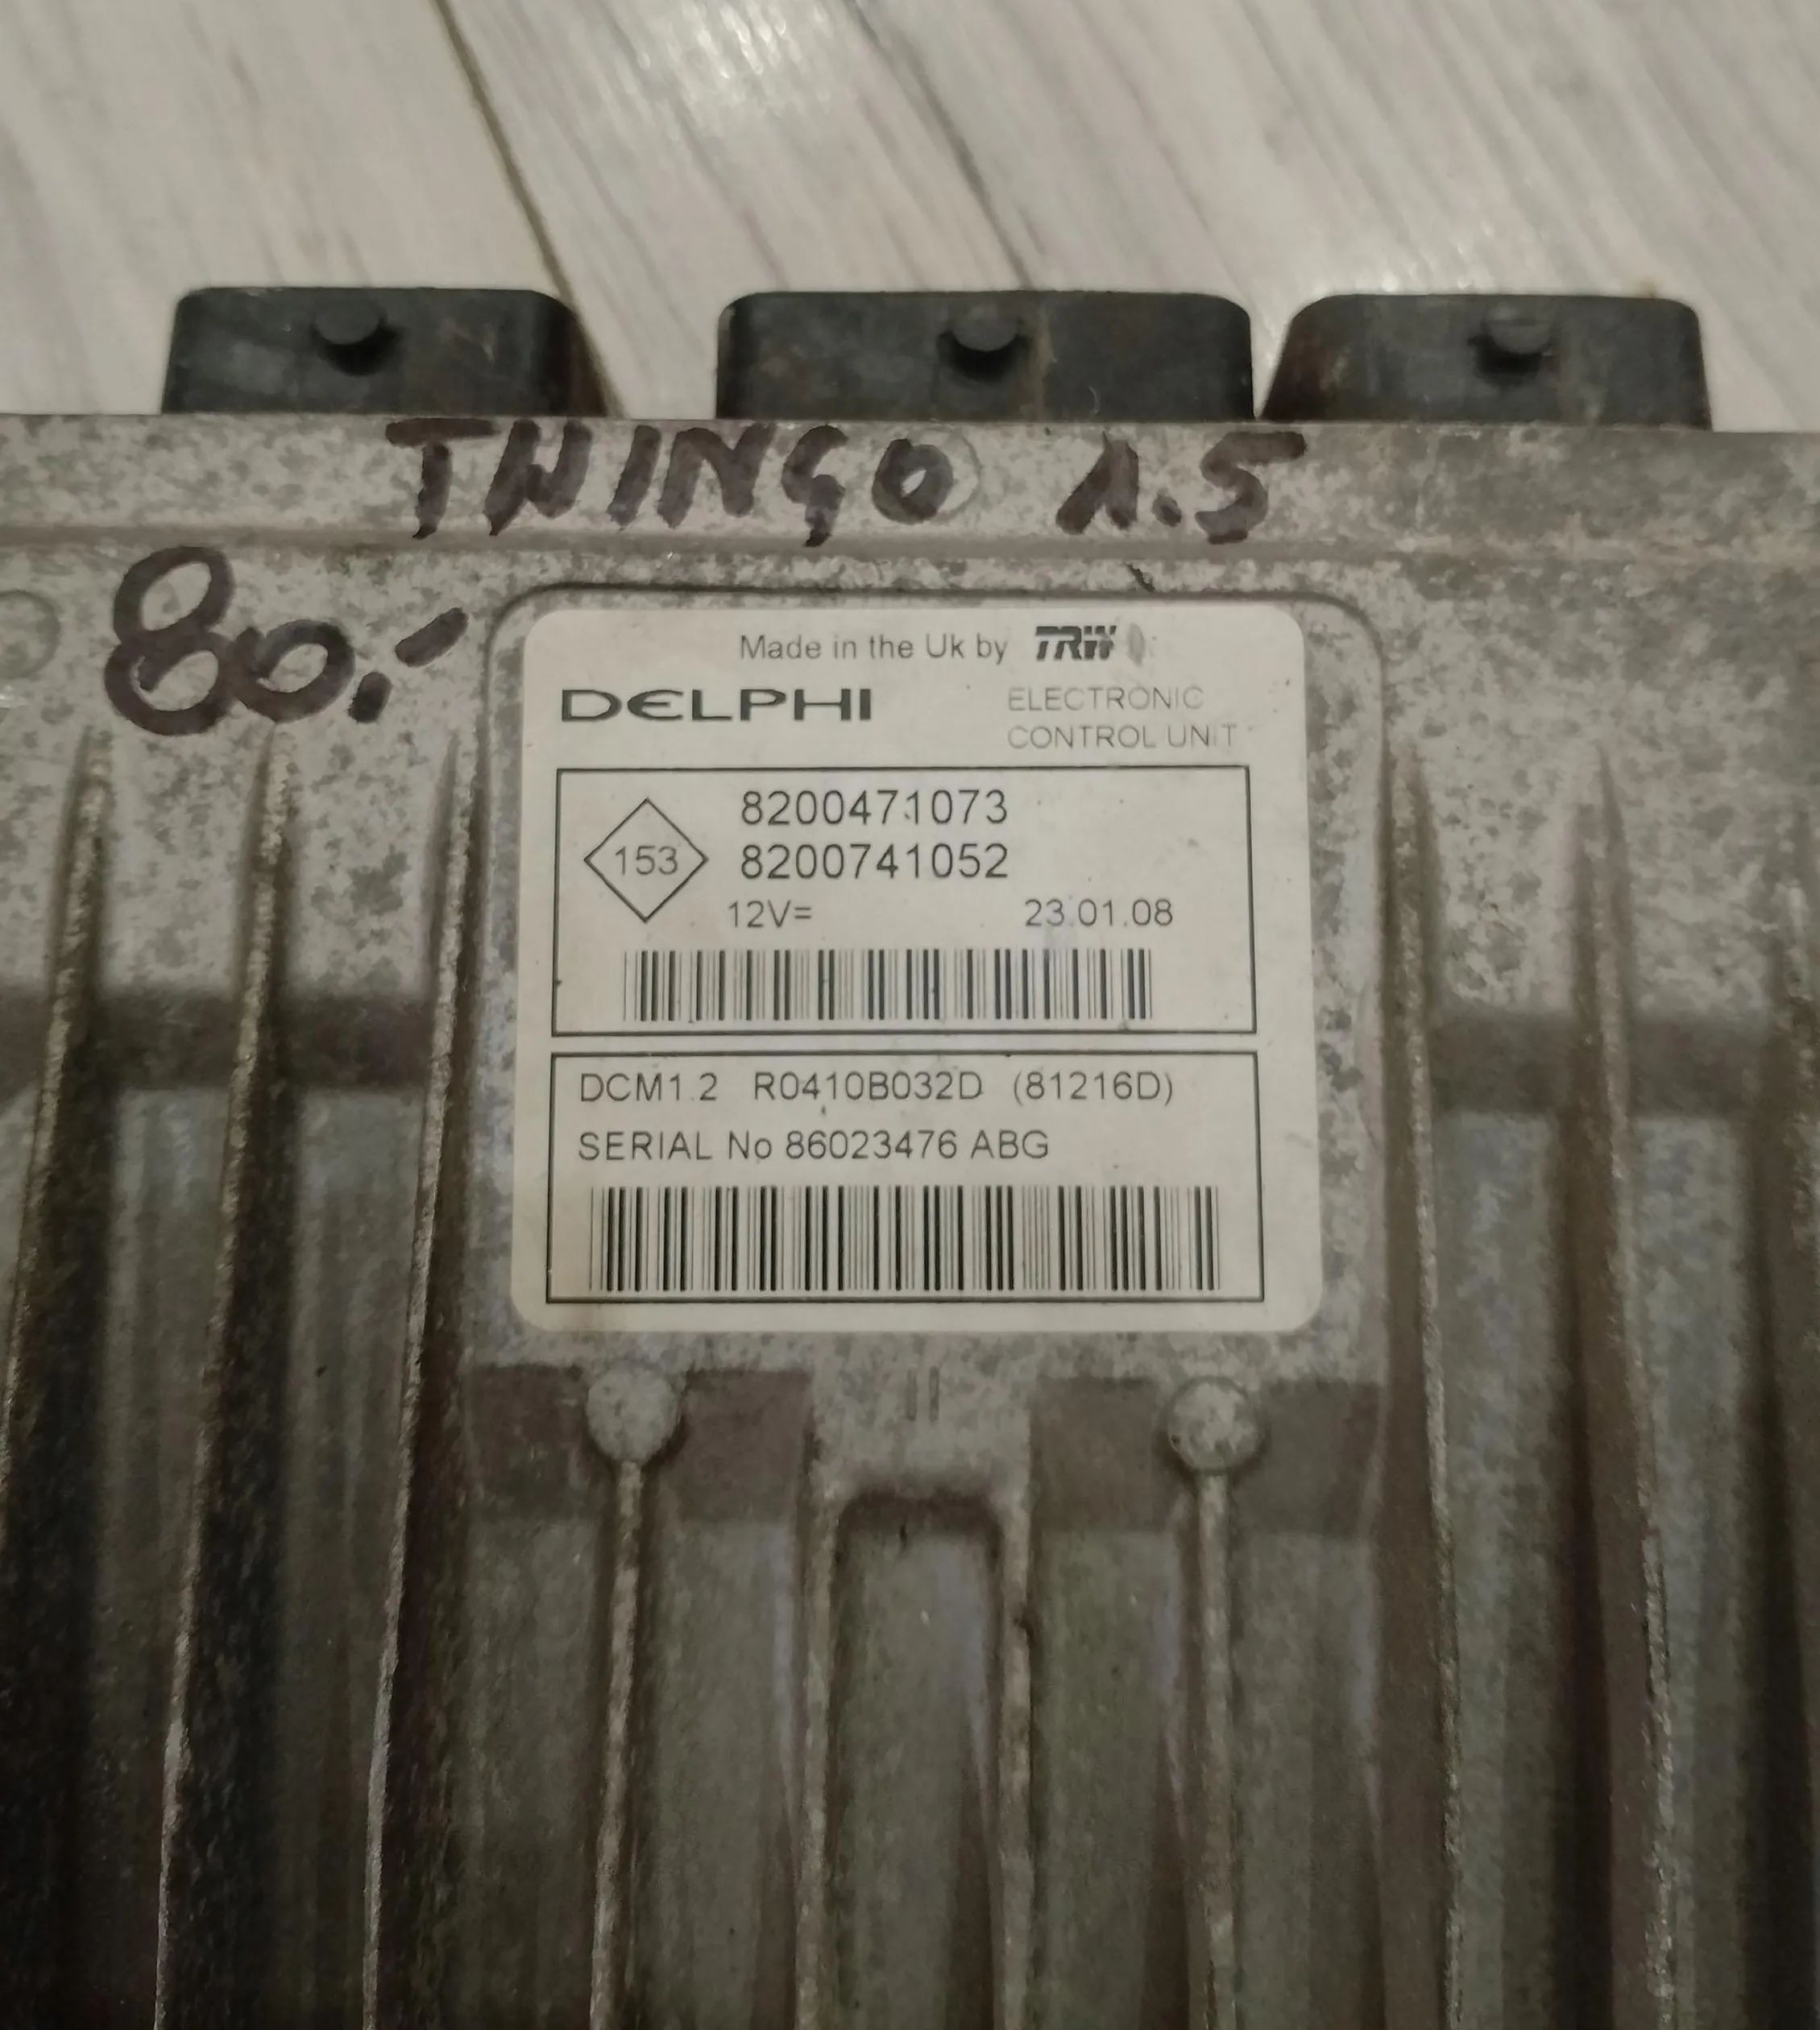 TWINGO 1.5
80.-
Made in the Uk by TRW
DELPHI
ELECTRONIC
CONTROL UNIT
8200471073
153
8200741052
12V=
23.01.08
DCM1.2 R0410B032D (81216D)
SERIAL No 86023476 ABG